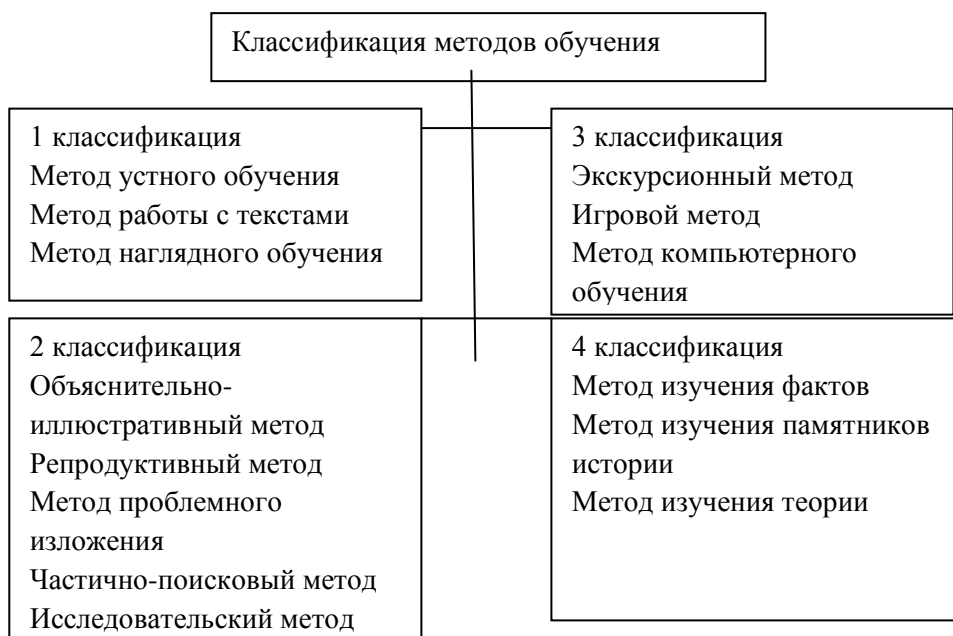 Классификация методов обучения
1 классификация
Метод устного обучения
Метод работы с текстами
Метод наглядного обучения
3 классификация
Экскурсионный метод
Игровой метод
Метод компьютерного
обучения
2 классификация
Объяснительно-
иллюстративный метод
Репродуктивный метод
Метод проблемного
изложения
Частично-поисковый метод
Исследовательский метод
4 классификация
Метод изучения фактов
Метод изучения памятников
истории
Метод изучения теории